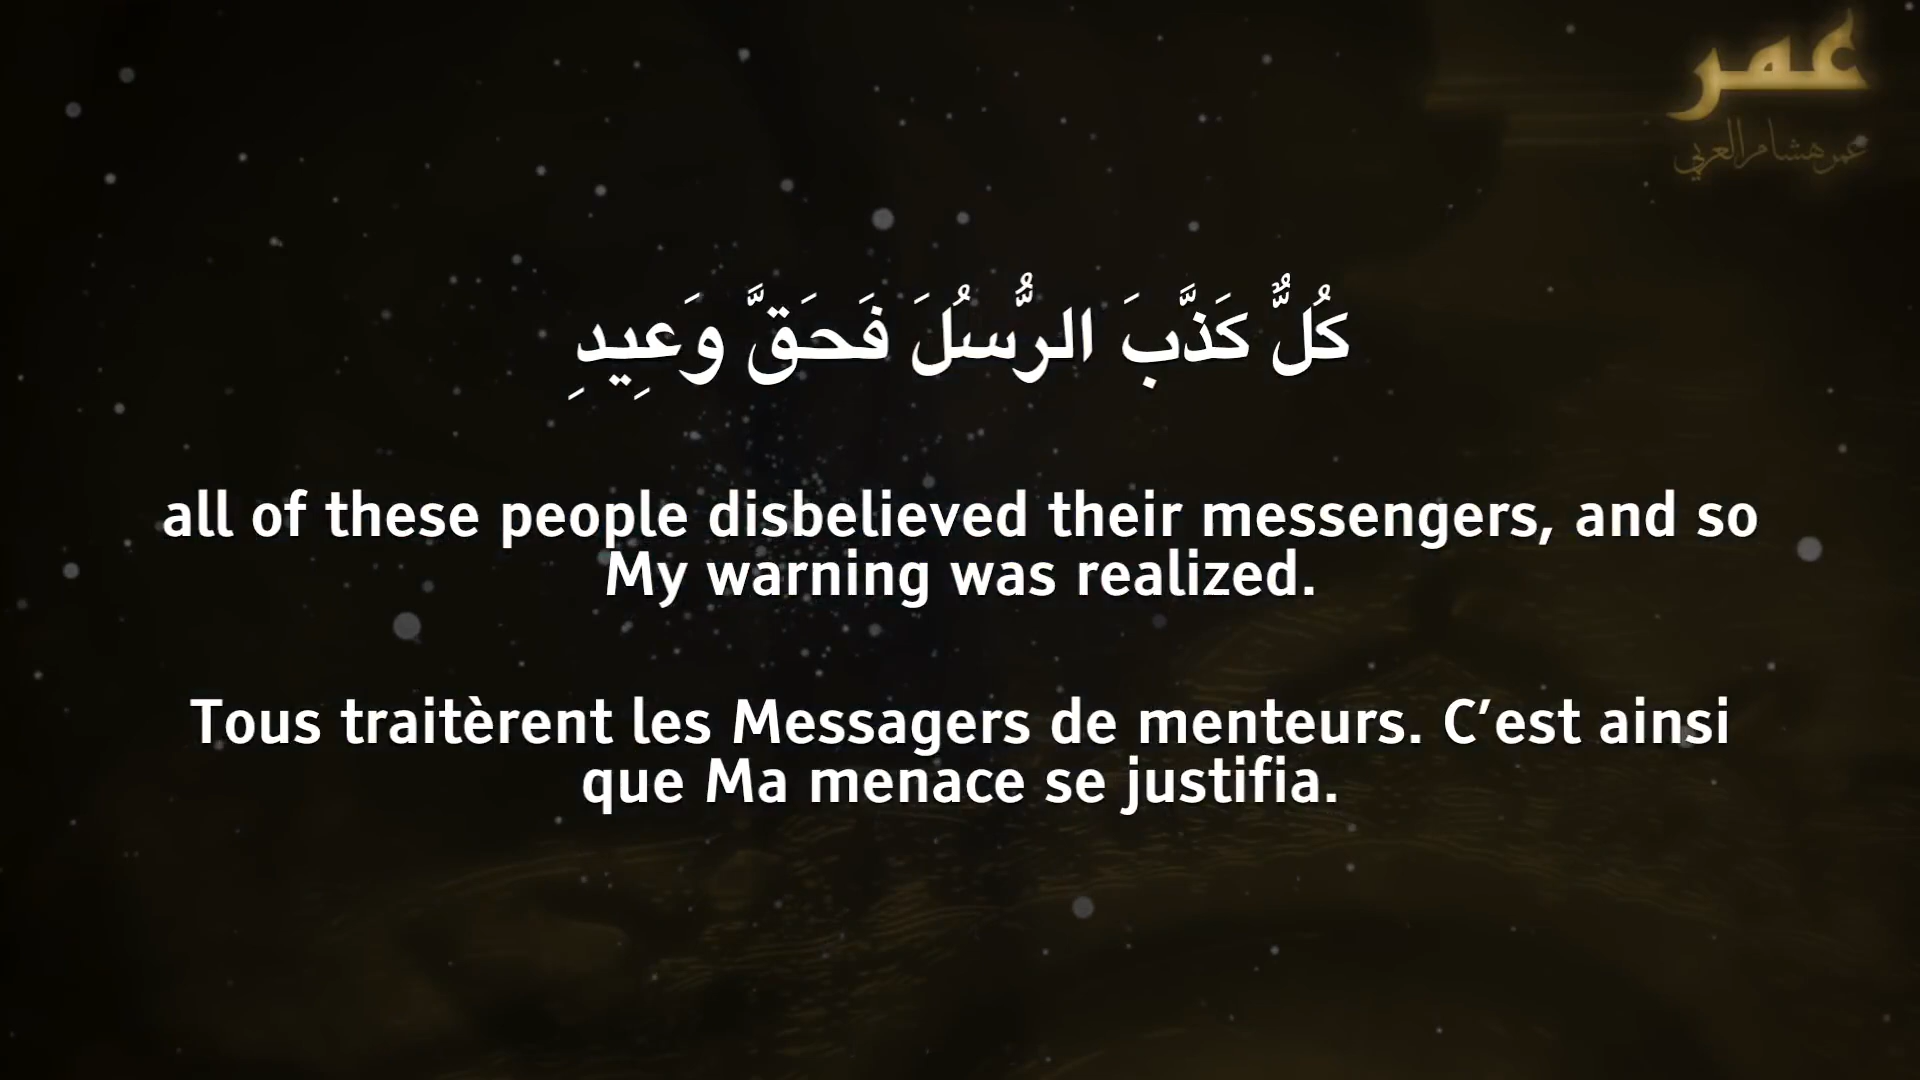 عمر
عمر هشام العربي
كُلٌّ كَذَّبَ الرُّسُلَ فَحَقَّ وَعِيدِ
all of these people disbelieved their messengers, and so
My warning was realized.
Tous traitèrent les Messagers de menteurs. C’est ainsi
que Ma menace se justifia.